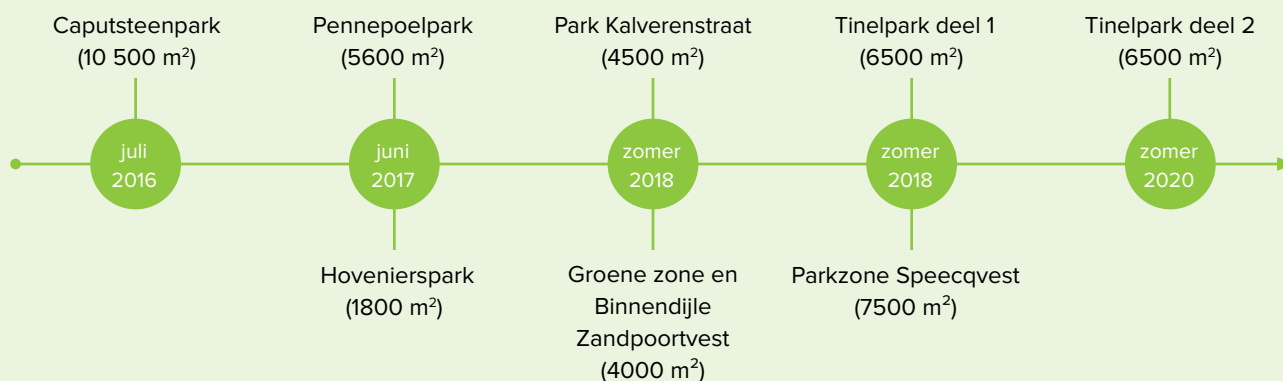 Caputsteenpark
(10 500 m²)
Pennepoelpark
(5600 m²)
Park Kalverenstraat
(4500 m²)
Tinelpark deel 1
(6500 m²)
Tinelpark deel 2
(6500 m²)
juli
2016
juni
2017
zomer
2018
zomer
2018
zomer
2020
Hovenierspark
(1800 m²)
Groene zone en
Binnendijle
Zandpoortvest
(4000 m²)
Parkzone Speecqvest
(7500 m²)